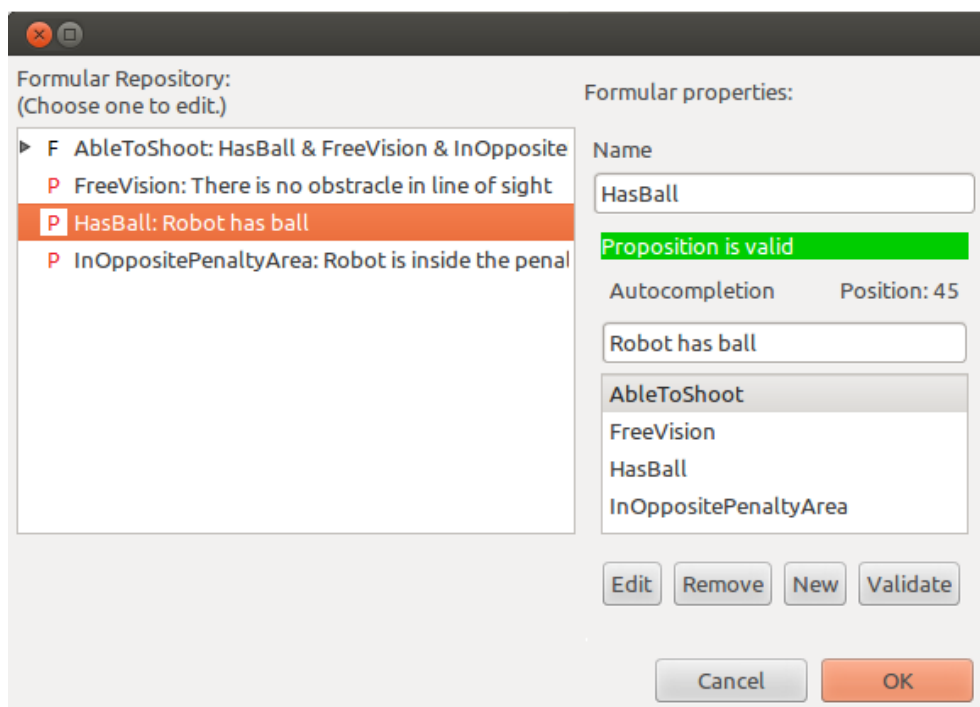 Formular Repository:
(Choose one to edit.)
F AbleToShoot: HasBall & FreeVision & InOpposite
P FreeVision: There is no obstracle in line of sight
P HasBall: Robot has ball
P InOppositePenaltyArea: Robot is inside the penal
Formular properties:
Name
HasBall
Proposition is valid
Autocompletion Position: 45
Robot has ball
AbleToShoot
FreeVision
HasBall
InOppositePenaltyArea
Edit Remove New Validate
Cancel OK